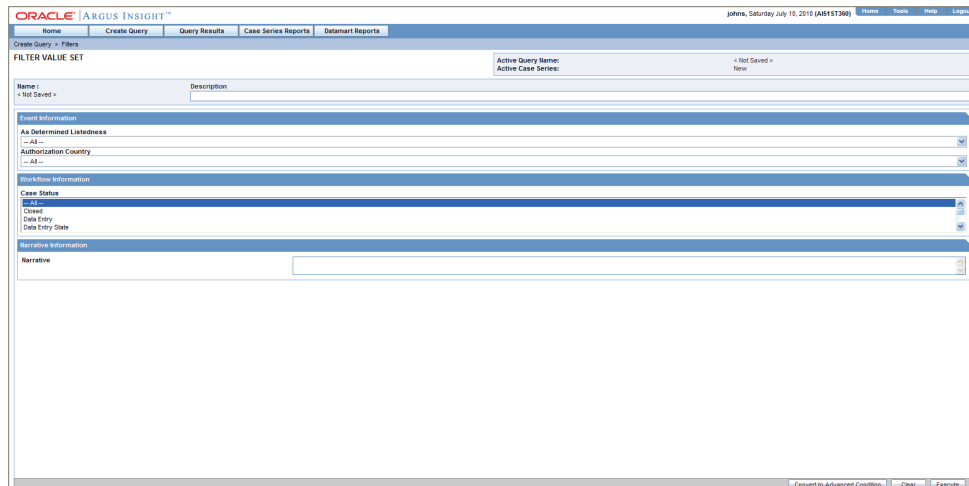 ORACLE | ARGUS INSIGHT™
johns, Saturday July 10, 2010 (AI51ST360) Home Tools Help Logout
Home Create Query Query Results Case Series Reports Datamart Reports
Create Query > Filters
FILTER VALUE SET
Active Query Name: < Not Saved >
Active Case Series: New
Name : Description
< Not Saved >
Event Information
As Determined Listedness
-- All --
Authorization Country
-- All --
Workflow Information
Case Status
-- All --
Closed
Data Entry
Data Entry State
Narrative Information
Narrative
Convert to Advanced Condition Clear Execute